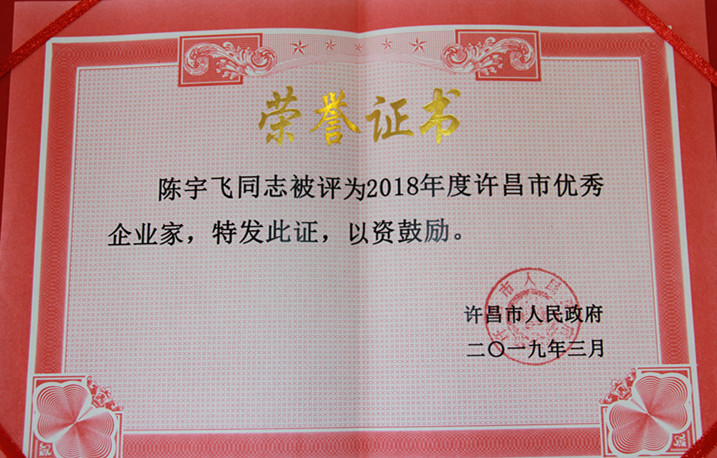 荣誉证书
陈宇飞同志被评为2018年度许昌市优秀
企业家，特发此证，以资鼓励。
许昌市人民政府
二〇一九年三月